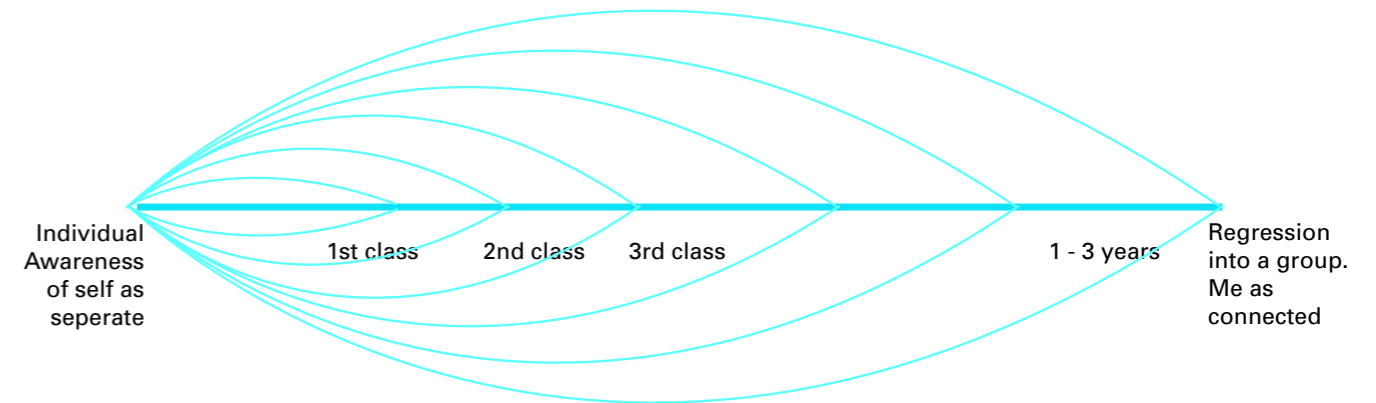 Individual
Awareness
of self as
seperate
1st class
2nd class
3rd class
1 - 3 years
Regression
into a group.
Me as
connected